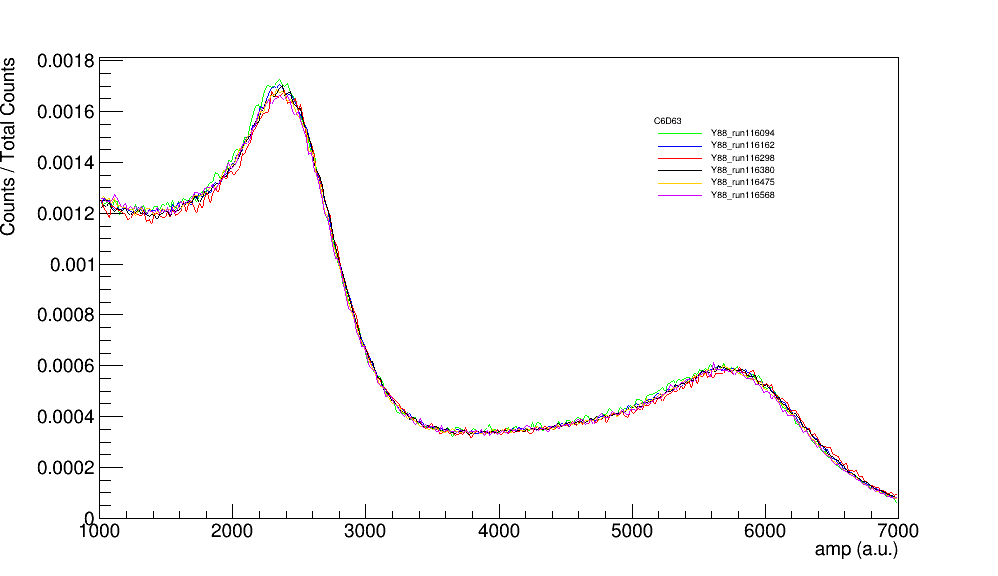 Counts / Total Counts
0.0018
0.0016
0.0014
0.0012
0.001
0.0008
0.0006
0.0004
0.0002
0
C6D63
Y88_run116094
Y88_run116162
Y88_run116298
Y88_run116380
Y88_run116475
Y88_run116568
1000 2000 3000 4000 5000 6000 7000
amp (a.u.)